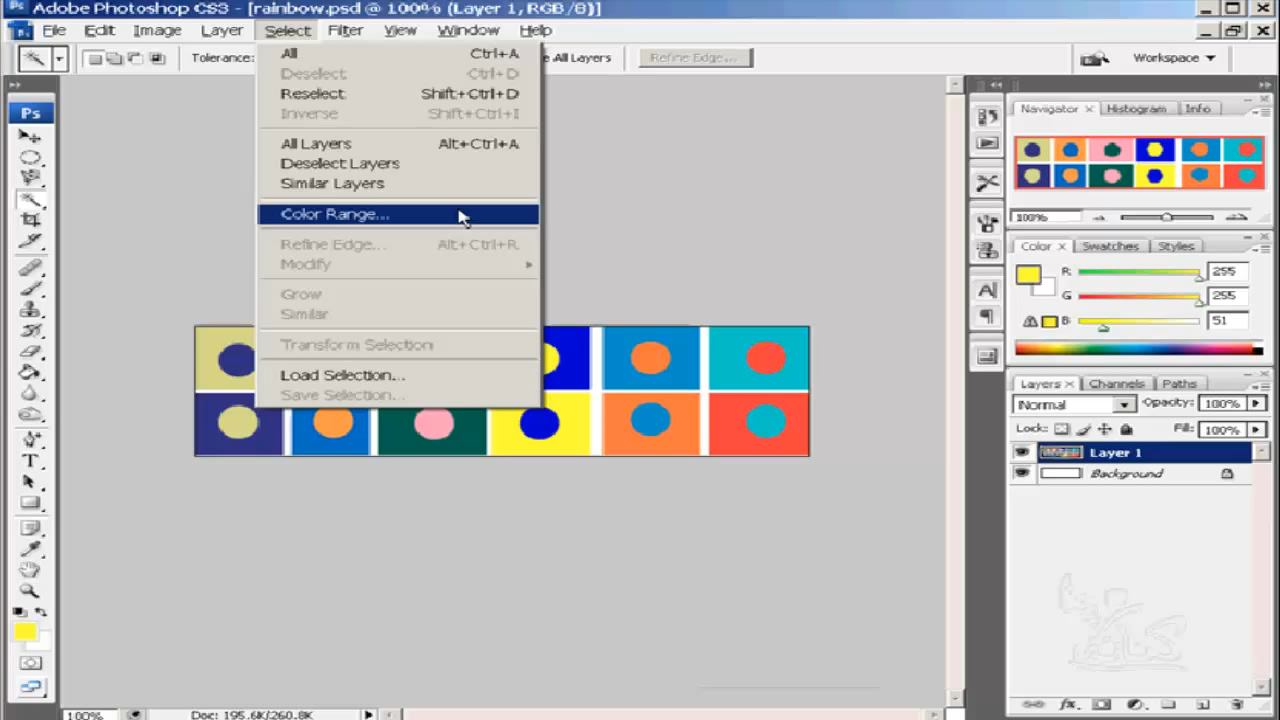 Adobe Photoshop CS3 - [rainbow.psd @ 100% (Layer 1, RGB/8)]
File Edit Image Layer Select Filter View Window Help
Tolerance: All Layers Refine Edge... Workspace
All Ctrl+A
Deselect Ctrl+D
Reselect Shift+Ctrl+D
Inverse Shift+Ctrl+I
All Layers Alt+Ctrl+A
Deselect Layers
Similar Layers
Color Range...
Refine Edge... Alt+Ctrl+R
Modify
Grow
Similar
Transform Selection
Load Selection...
Save Selection...
Ps
Navigator x Histogram Info
100%
Color x Swatches Styles
R: 255
G: 255
B: 51
Layers x Channels Paths
Normal Opacity: 100%
Lock: Fill: 100%
Layer 1
Background
100% Doc: 195.6K/260.8K